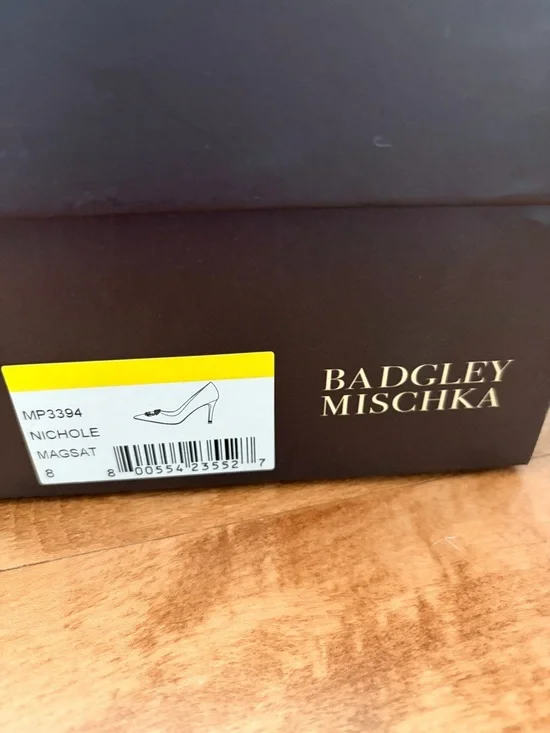 MP3394
NICHOLE
MAGSAT
8
8 00554 23552 7
BADGLEY
MISCHKA